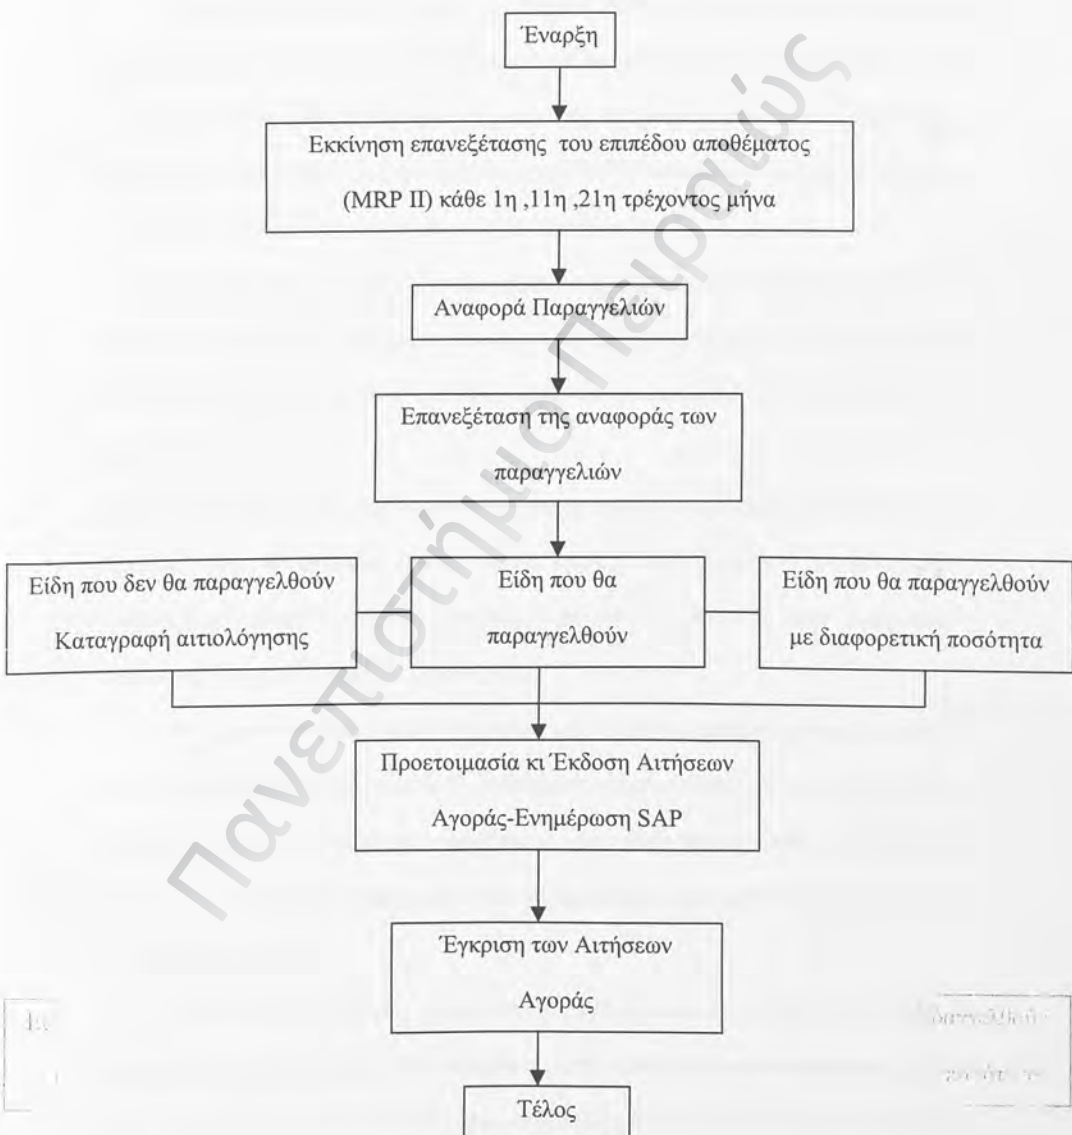 Έναρξη
Εκκίνηση επανεξέτασης του επιπέδου αποθέματος
(MRP II) κάθε 1η ,11η ,21η τρέχοντος μήνα
Αναφορά Παραγγελιών
Επανεξέταση της αναφοράς των
παραγγελιών
Είδη που δεν θα παραγγελθούν
Καταγραφή αιτιολόγησης
Είδη που θα
παραγγελθούν
Είδη που θα παραγγελθούν
με διαφορετική ποσότητα
Προετοιμασία κι Έκδοση Αιτήσεων
Αγοράς-Ενημέρωση SAP
Έγκριση των Αιτήσεων
Αγοράς
Τέλος
Πανεπιστήμιο Πειραιώς